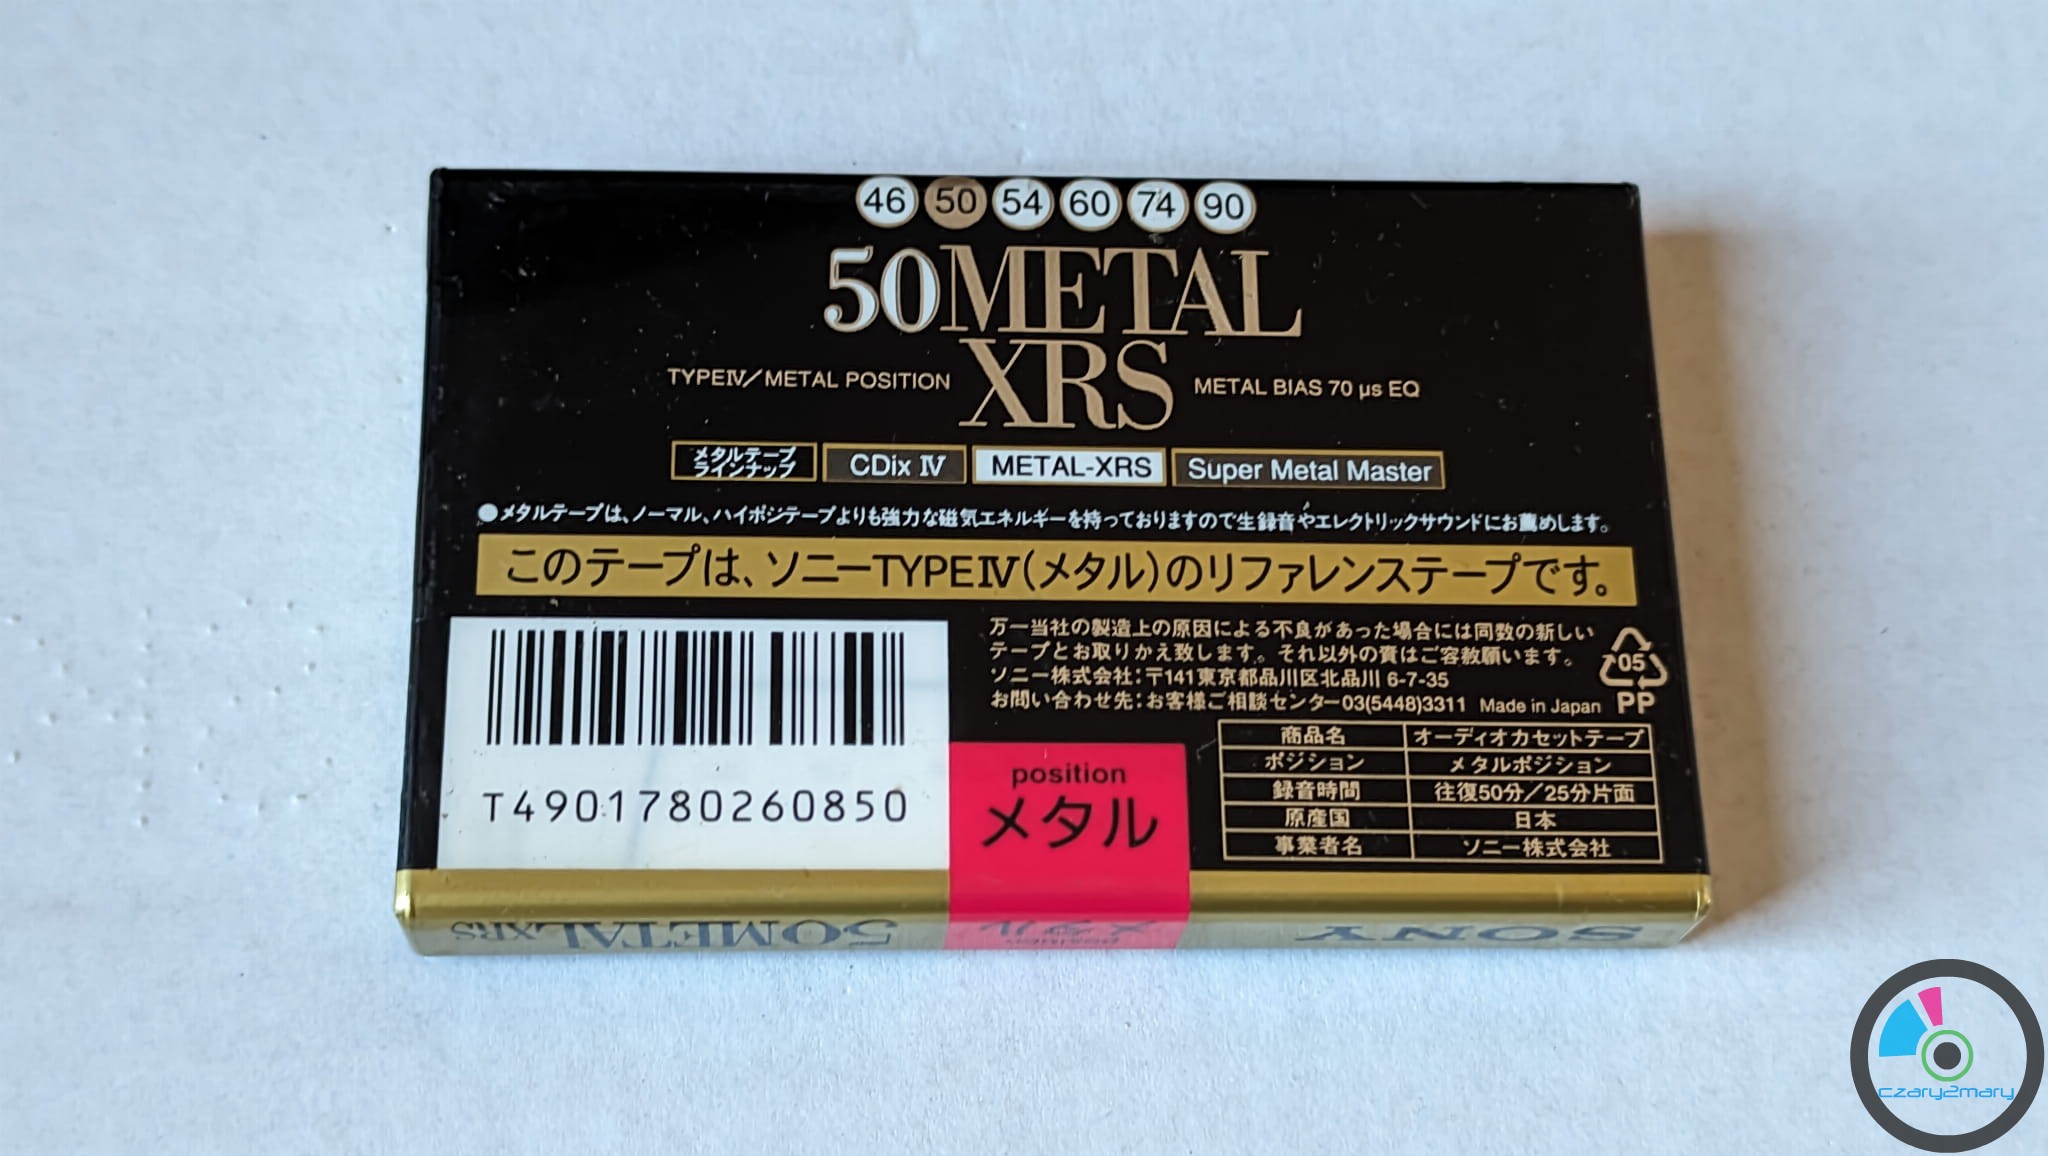 46 50 54 60 74 90
50METAL
XRS
TYPEⅣ/METAL POSITION
METAL BIAS 70 μs EQ
メタルテープ
ラインナップ
CDix Ⅳ
METAL-XRS
Super Metal Master
●メタルテープは、ノーマル、ハイポジテープよりも強力な磁気エネルギーを持っておりますので生録音やエレクトリックサウンドにお薦めします。
このテープは、ソニーTYPEⅣ(メタル)のリファレンステープです。
万一当社の製造上の原因による不良があった場合には同数の新しい
テープとお取りかえ致します。それ以外の責はご容赦願います。
ソニー株式会社:〒141東京都品川区北品川 6-7-35
お問い合わせ先:お客様ご相談センター03(5448)3311 Made in Japan
05
PP
T4901780260850
position
メタル
商品名 オーディオカセットテープ
ポジション メタルポジション
録音時間 往復50分/25分片面
原産国 日本
事業者名 ソニー株式会社
50METALXRS
position
メタル
SONY
czary2mary